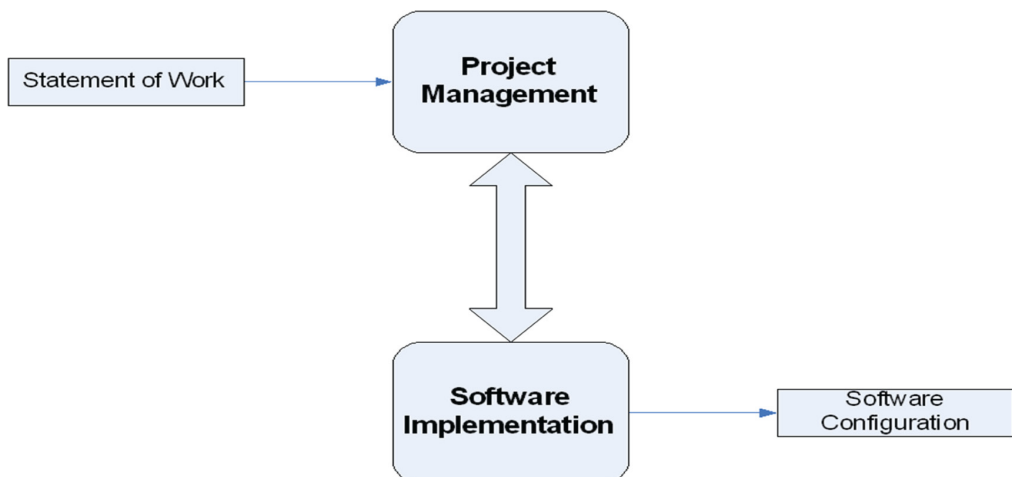 Statement of Work
Project
Management
Software
Implementation
Software
Configuration